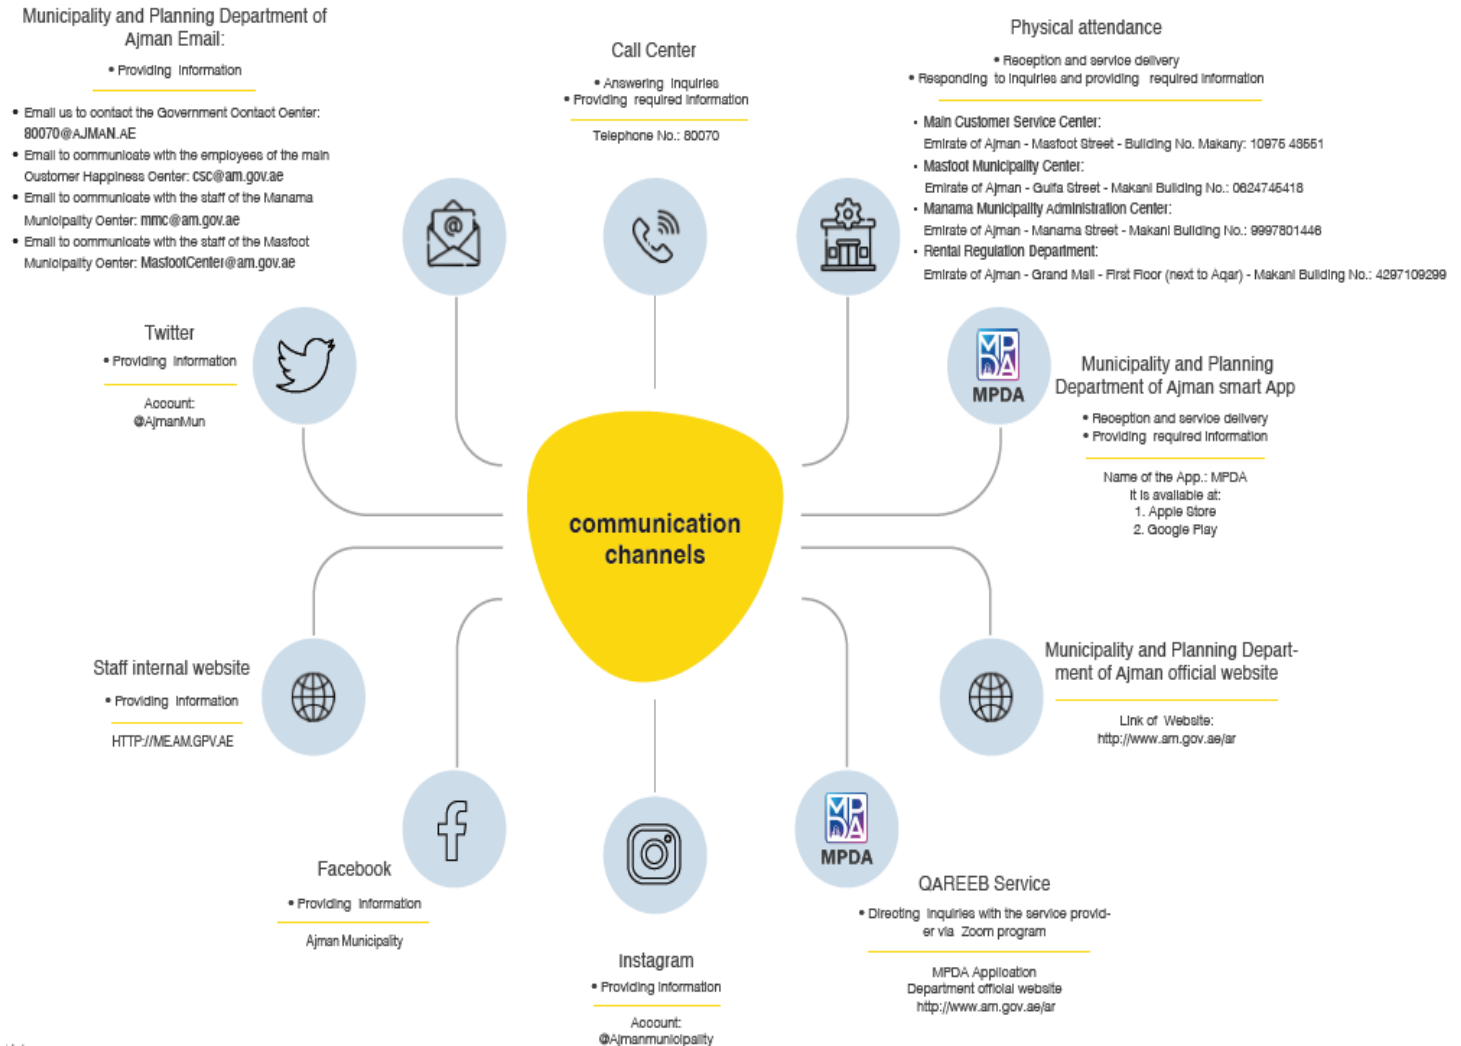 Municipality and Planning Department of
Ajman Email:
• Providing Information
• Email us to contact the Government Contact Center:
80070@AJMAN.AE
• Email to communicate with the employees of the main
Customer Happiness Center: csc@am.gov.ae
• Email to communicate with the staff of the Manama
Municipality Center: mmc@am.gov.ae
• Email to communicate with the staff of the Masfoot
Municipality Center: MasfootCenter@am.gov.ae
Call Center
• Answering Inquiries
• Providing required Information
Telephone No.: 80070
Physical attendance
• Reception and service delivery
• Responding to Inquiries and providing required Information
• Main Customer Service Center:
Emirate of Ajman - Masfoot Street - Building No. Makany: 10975 43551
• Masfoot Municipality Center:
Emirate of Ajman - Gulfa Street - Makani Building No.: 0624745418
• Manama Municipality Administration Center:
Emirate of Ajman - Manama Street - Makani Building No.: 9997801446
• Rental Regulation Department:
Emirate of Ajman - Grand Mall - First Floor (next to Aqar) - Makani Building No.: 4297109299
Twitter
• Providing Information
Account:
@AjmanMun
MPDA
MPDA
Municipality and Planning
Department of Ajman smart App
• Reception and service delivery
• Providing required Information
Name of the App.: MPDA
It is available at:
1. Apple Store
2. Google Play
communication
channels
Staff internal website
• Providing Information
HTTP://ME.AM.GPV.AE
Municipality and Planning Depart-
ment of Ajman official website
Link of Website:
http://www.am.gov.ae/ar
Facebook
• Providing Information
Ajman Municipality
Instagram
• Providing Information
Account:
@Ajmanmunicipality
MPDA
MPDA
QAREEB Service
• Directing Inquiries with the service provid-
er via Zoom program
MPDA Application
Department official website
http://www.am.gov.ae/ar